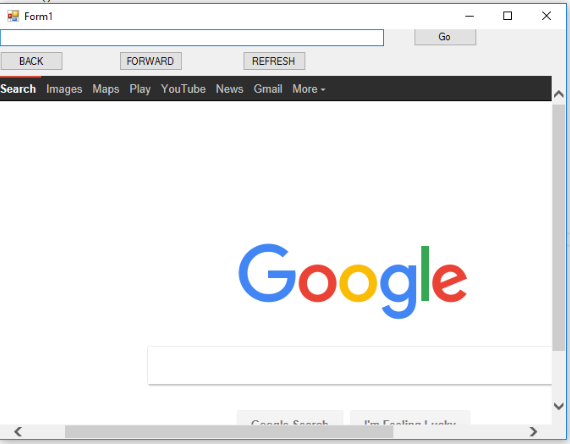 Form1
Go
BACK FORWARD REFRESH
Search Images Maps Play YouTube News Gmail More
Google
Google Search I'm Feeling Lucky